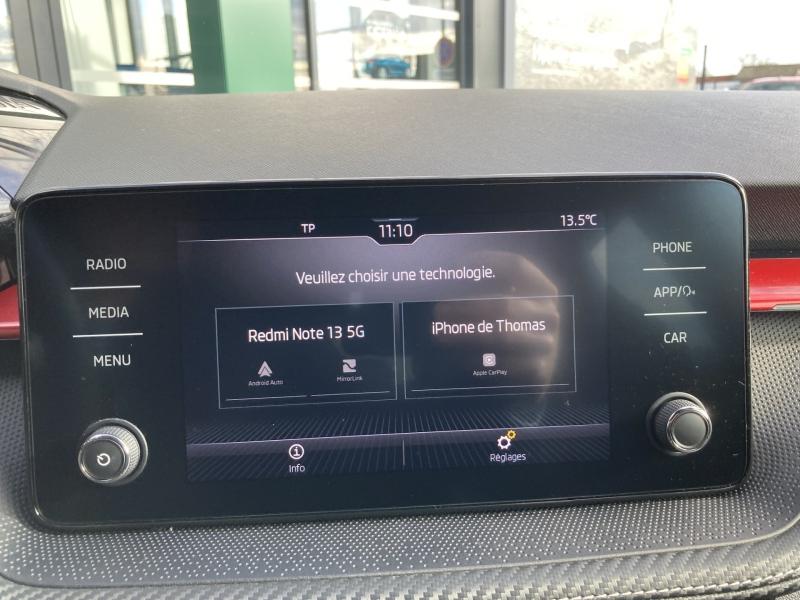 TP
11:10
13.5°C
RADIO
MEDIA
MENU
Veuillez choisir une technologie.
Redmi Note 13 5G
Android Auto
MirrorLink
iPhone de Thomas
Apple CarPlay
Info
Réglages
PHONE
APP/
CAR